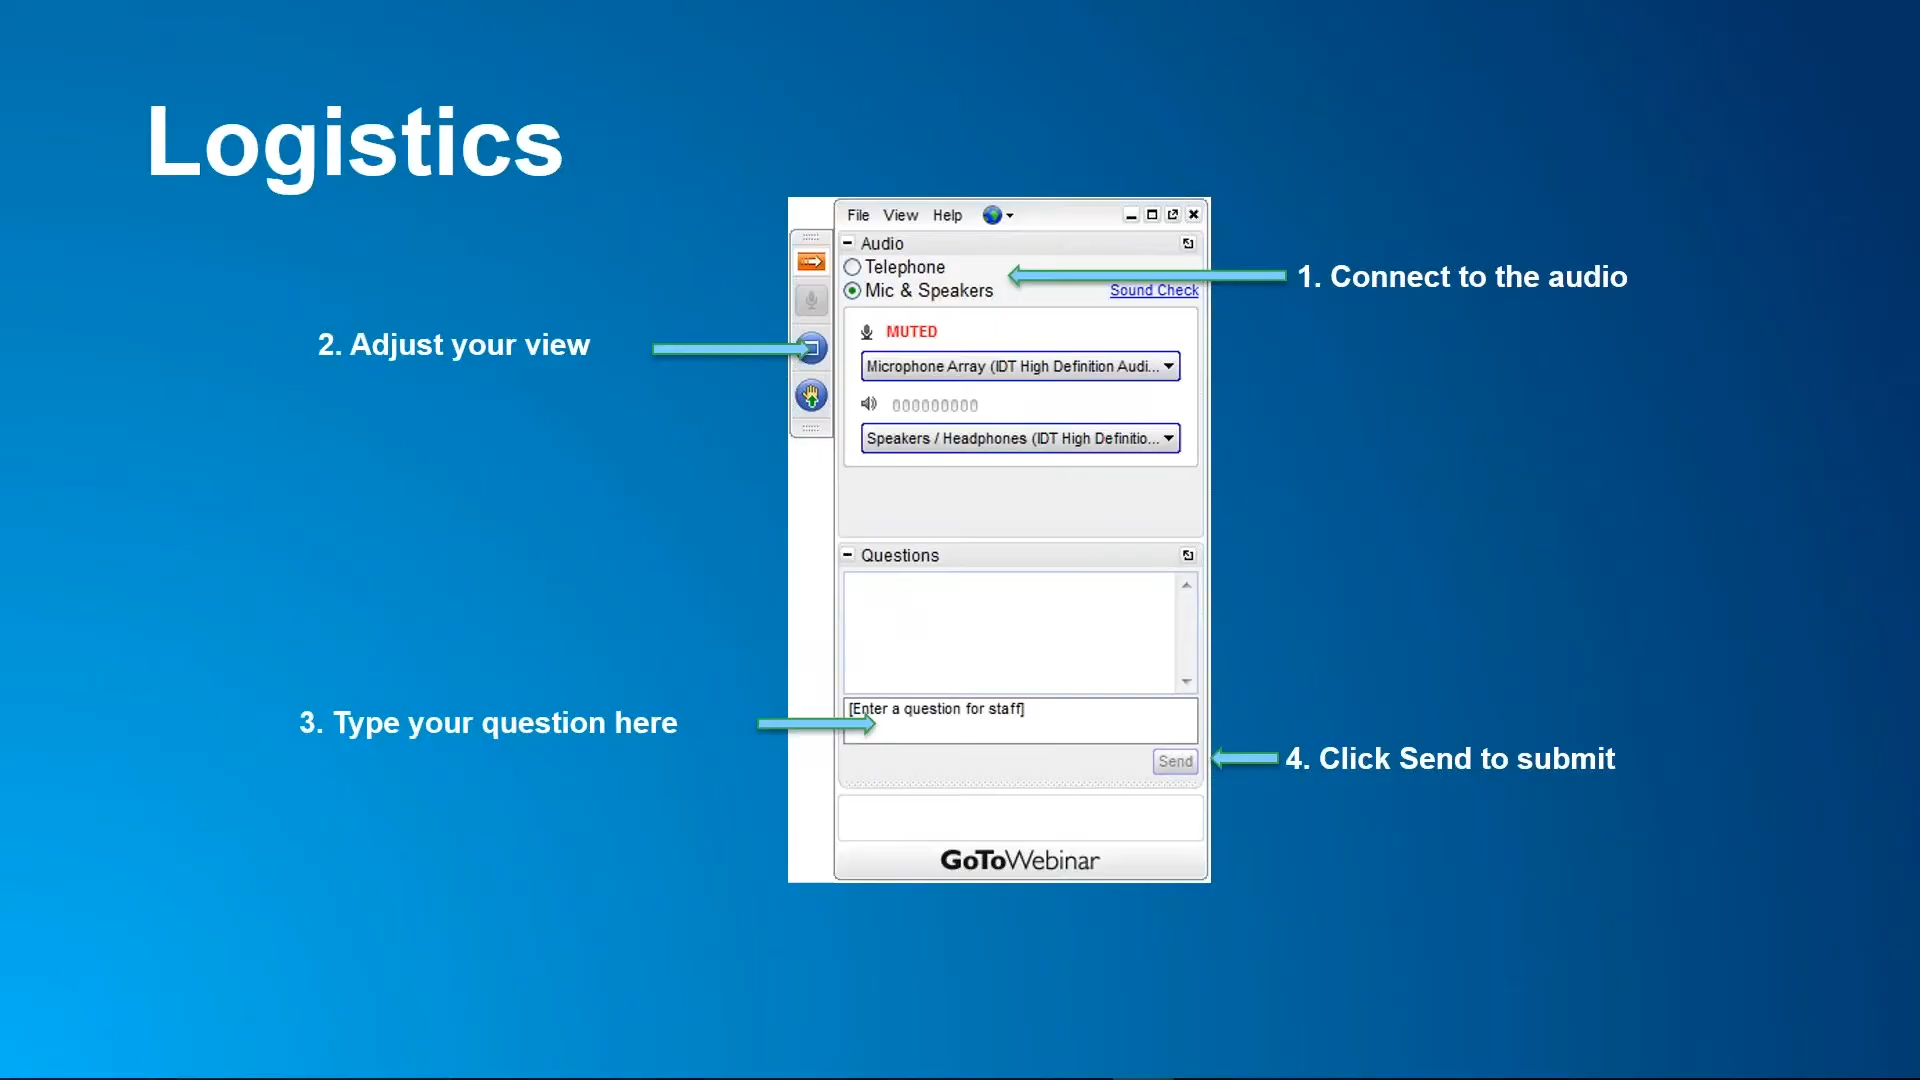 Logistics
File View Help
Audio
Telephone
1. Connect to the audio
Mic & Speakers Sound Check
MUTED
2. Adjust your view
Microphone Array (IDT High Definition Audi...
000000000
Speakers / Headphones (IDT High Definitio...
Questions
[Enter a question for staff]
3. Type your question here
4. Click Send to submit
Send
GoToWebinar